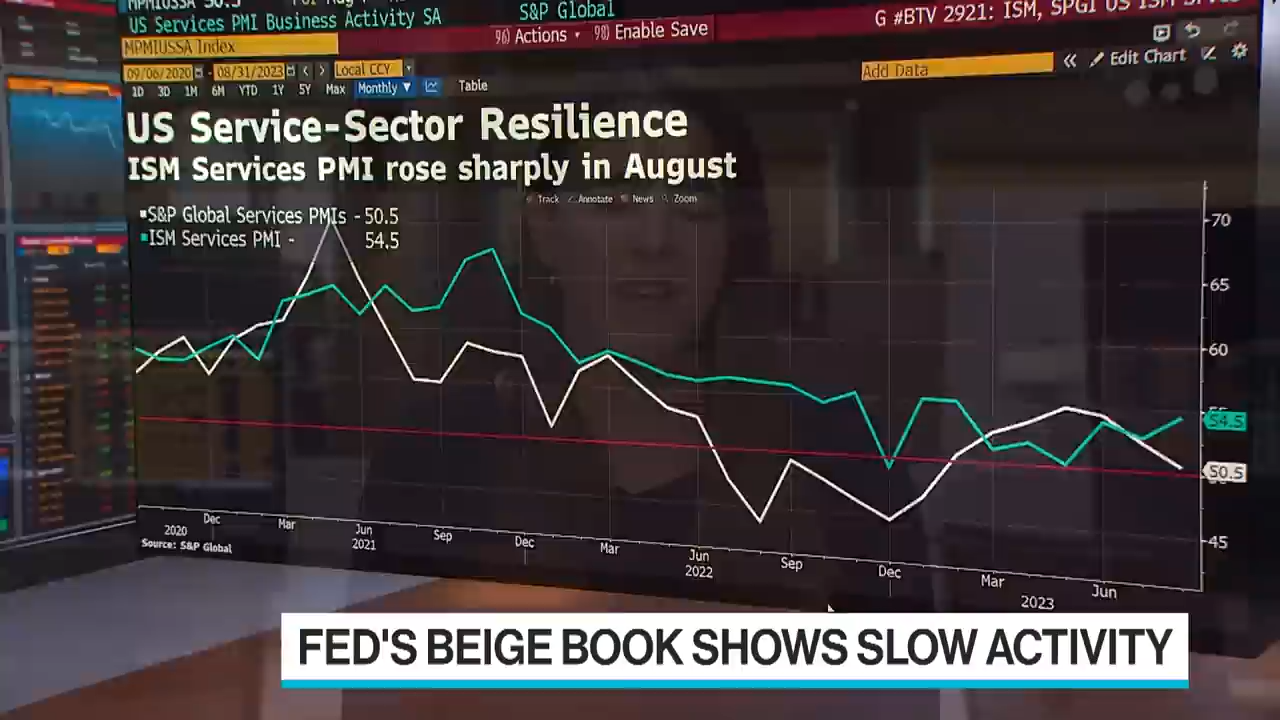 MPMIUSSA 50.5
US Services PMI Business Activity SA
S&P Global
G #BTV 2921: ISM, SPGI US ISM
MPMIUSSA Index
96) Actions
98) Enable Save
09/06/2020 - 08/31/2023
Local CCY
Add Data
Edit Chart
1D 3D 1M 6M YTD 1Y 5Y Max Monthly ▼ Table
US Service-Sector Resilience
ISM Services PMI rose sharply in August
Track Annotate News Zoom
S&P Global Services PMIs - 50.5
ISM Services PMI - 54.5
70
65
60
54.5
50.5
45
Dec Mar Jun Sep Dec Mar Jun Sep Dec Mar Jun
2020 2021 2022 2023
Source: S&P Global
FED'S BEIGE BOOK SHOWS SLOW ACTIVITY